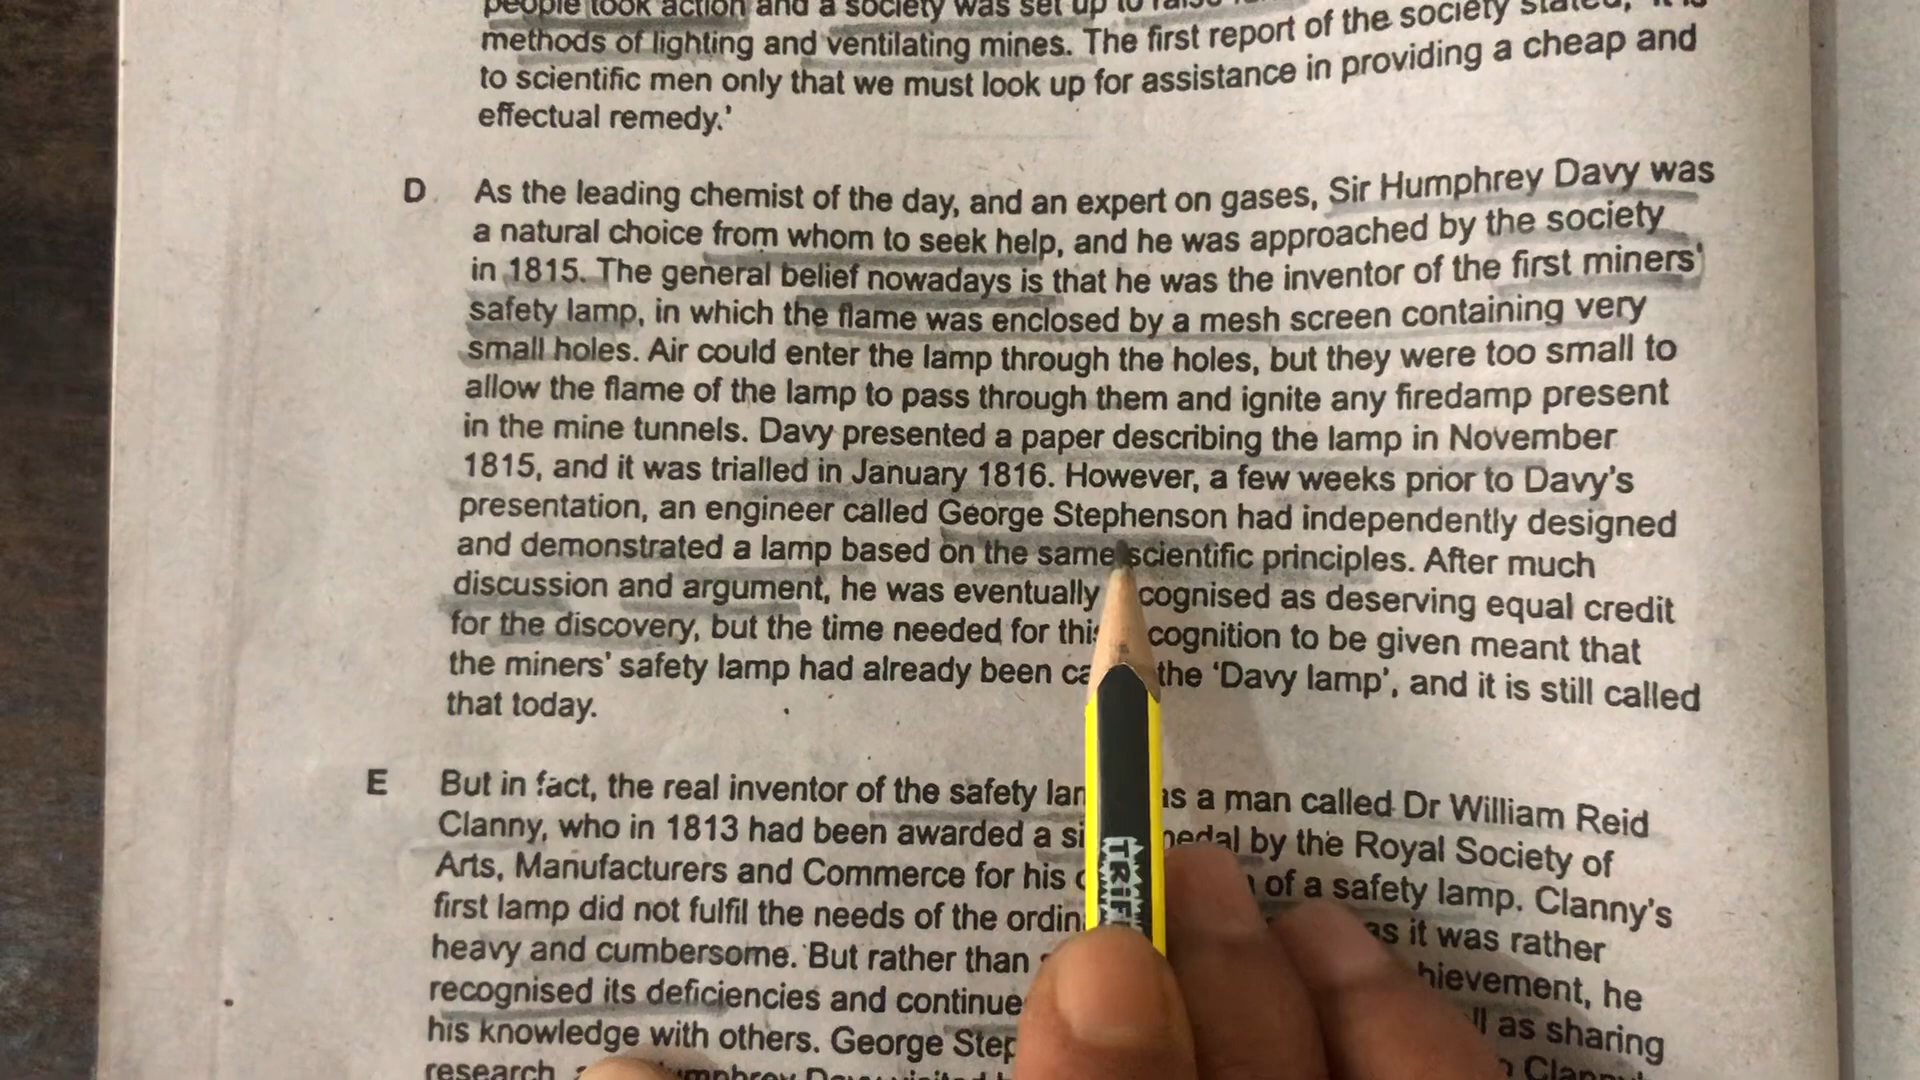 people took action and a society was set up to raise
methods of lighting and ventilating mines. The first report of the society stated, 'It is
to scientific men only that we must look up for assistance in providing a cheap and
effectual remedy.'
D As the leading chemist of the day, and an expert on gases, Sir Humphrey Davy was
a natural choice from whom to seek help, and he was approached by the society
in 1815. The general belief nowadays is that he was the inventor of the first miners'
safety lamp, in which the flame was enclosed by a mesh screen containing very
small holes. Air could enter the lamp through the holes, but they were too small to
allow the flame of the lamp to pass through them and ignite any firedamp present
in the mine tunnels. Davy presented a paper describing the lamp in November
1815, and it was trialled in January 1816. However, a few weeks prior to Davy's
presentation, an engineer called George Stephenson had independently designed
and demonstrated a lamp based on the same scientific principles. After much
discussion and argument, he was eventually cognised as deserving equal credit
for the discovery, but the time needed for this cognition to be given meant that
the miners' safety lamp had already been ca the 'Davy lamp', and it is still called
that today.
E But in fact, the real inventor of the safety lam as a man called Dr William Reid
Clanny, who in 1813 had been awarded a si medal by the Royal Society of
Arts, Manufacturers and Commerce for his of a safety lamp. Clanny's
first lamp did not fulfil the needs of the ordin as it was rather
heavy and cumbersome. But rather than hievement, he
recognised its deficiencies and continue ll as sharing
his knowledge with others. George Step Clanny
research, umphrey Davy visited
TRI